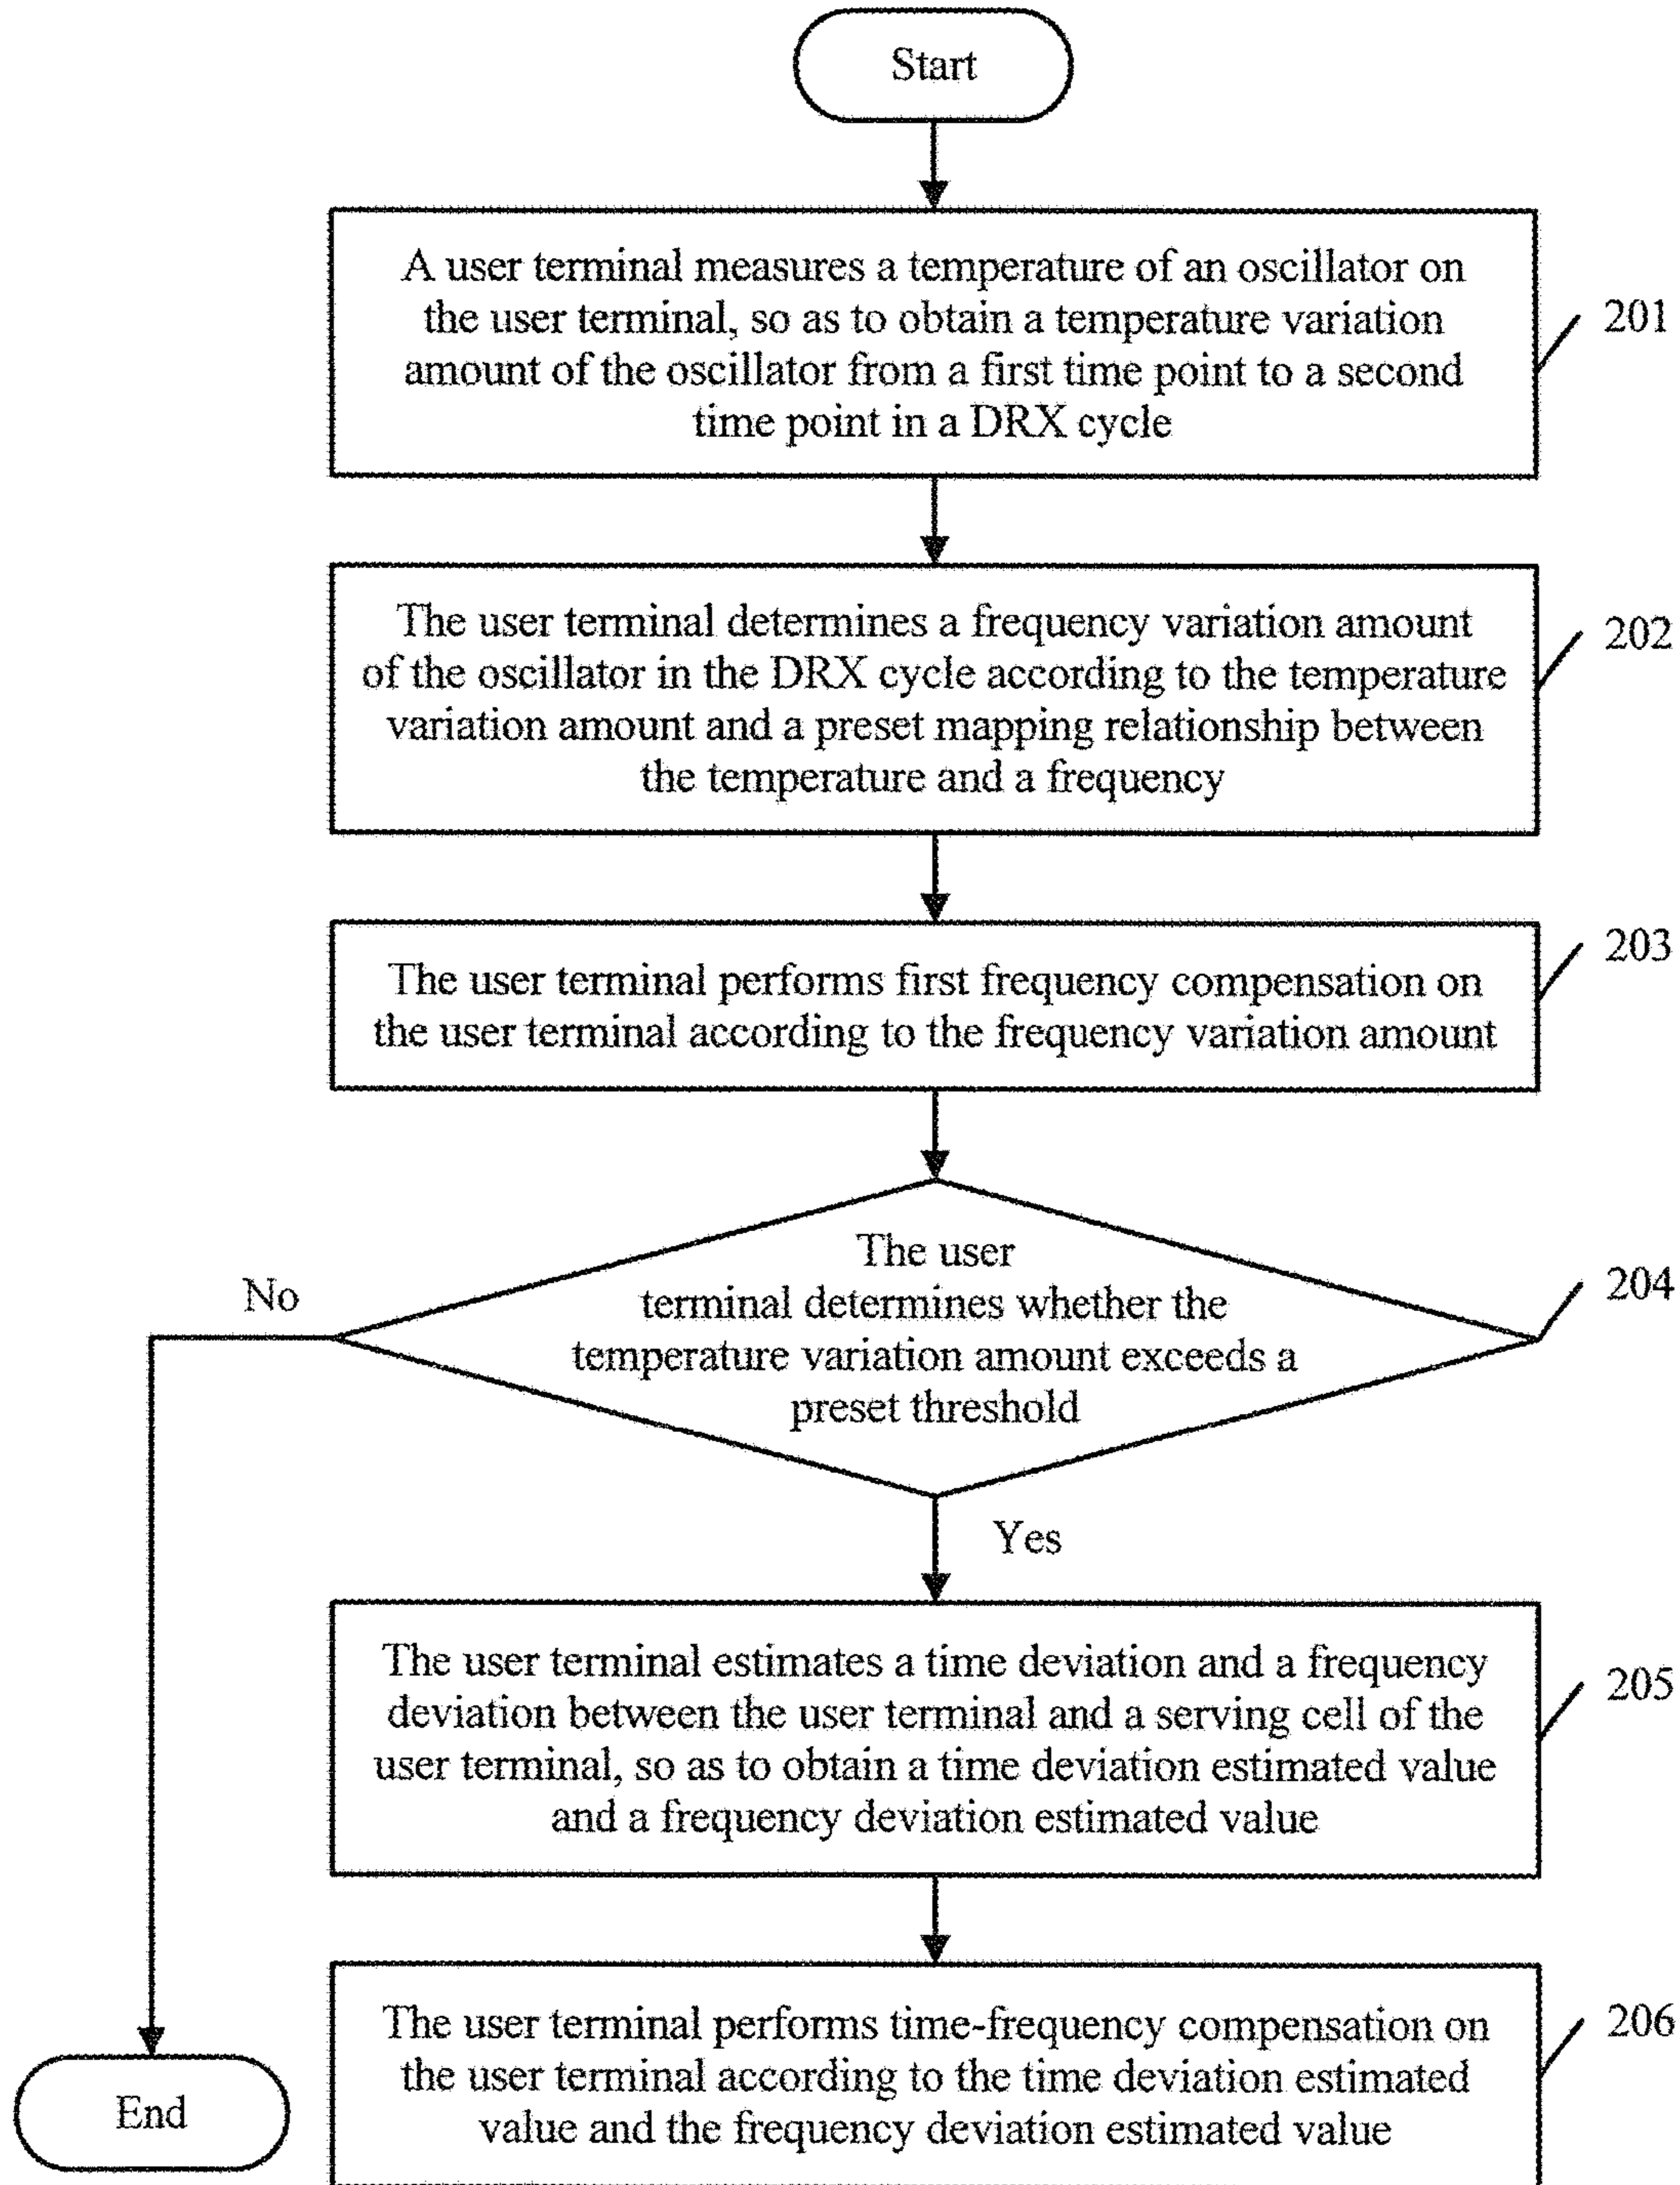 Start
A user terminal measures a temperature of an oscillator on
the user terminal, so as to obtain a temperature variation
amount of the oscillator from a first time point to a second
time point in a DRX cycle
201
The user terminal determines a frequency variation amount
of the oscillator in the DRX cycle according to the temperature
variation amount and a preset mapping relationship between
the temperature and a frequency
202
The user terminal performs first frequency compensation on
the user terminal according to the frequency variation amount
203
The user
terminal determines whether the
temperature variation amount exceeds a
preset threshold
204
No
Yes
The user terminal estimates a time deviation and a frequency
deviation between the user terminal and a serving cell of the
user terminal, so as to obtain a time deviation estimated value
and a frequency deviation estimated value
205
The user terminal performs time-frequency compensation on
the user terminal according to the time deviation estimated
value and the frequency deviation estimated value
206
End